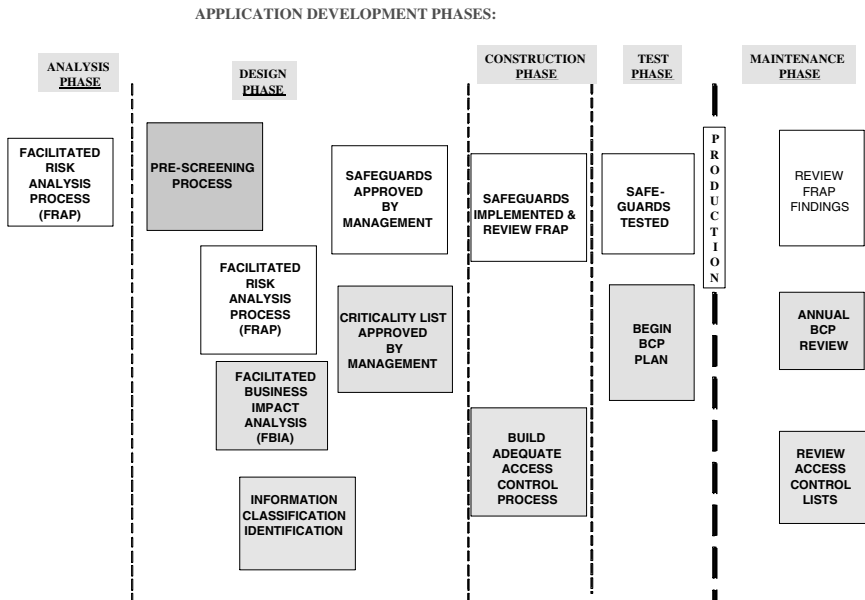 APPLICATION DEVELOPMENT PHASES:
ANALYSIS
PHASE
DESIGN
PHASE
CONSTRUCTION
PHASE
TEST
PHASE
MAINTENANCE
PHASE
FACILITATED
RISK
ANALYSIS
PROCESS
(FRAP)
PRE-SCREENING
PROCESS
SAFEGUARDS
APPROVED
BY
MANAGEMENT
SAFEGUARDS
IMPLEMENTED &
REVIEW FRAP
SAFE-
GUARDS
TESTED
PRODUCTION
REVIEW
FRAP
FINDINGS
FACILITATED
RISK
ANALYSIS
PROCESS
(FRAP)
CRITICALITY LIST
APPROVED
BY
MANAGEMENT
BEGIN
BCP
PLAN
ANNUAL
BCP
REVIEW
FACILITATED
BUSINESS
IMPACT
ANALYSIS
(FBIA)
BUILD
ADEQUATE
ACCESS
CONTROL
PROCESS
REVIEW
ACCESS
CONTROL
LISTS
INFORMATION
CLASSIFICATION
IDENTIFICATION